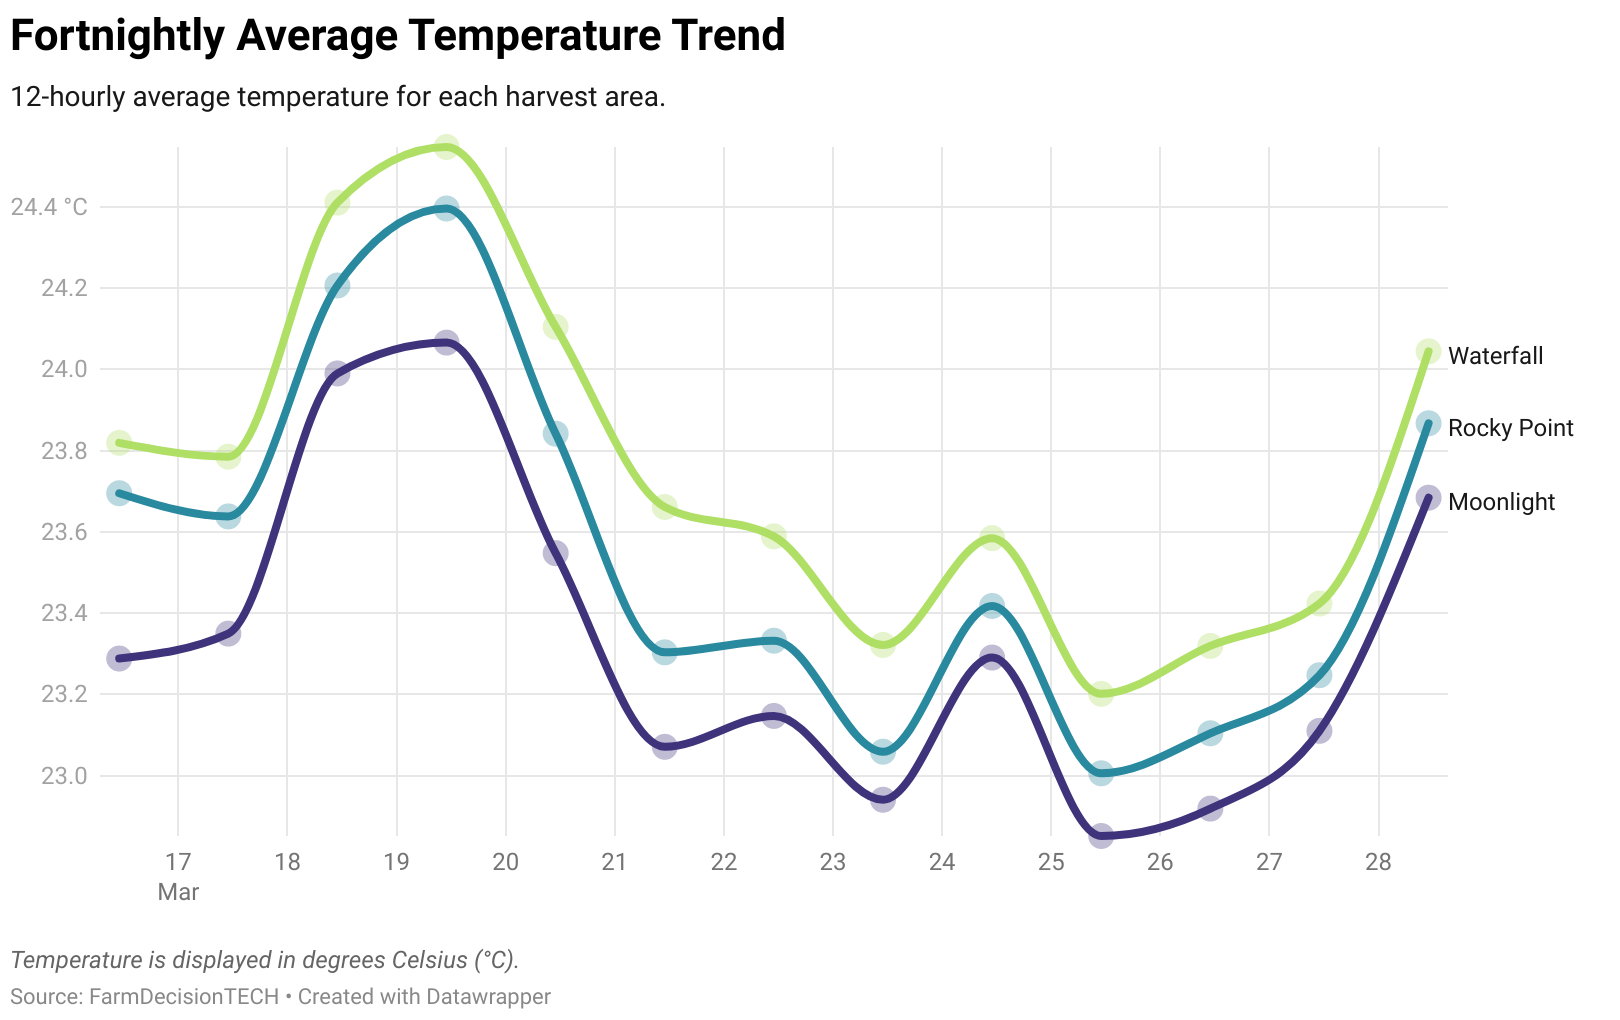 Fortnightly Average Temperature Trend
12-hourly average temperature for each harvest area.
24.4 °C
24.2
24.0
23.8
23.6
23.4
23.2
23.0
Waterfall
Rocky Point
Moonlight
17 18 19 20 21 22 23 24 25 26 27 28
Mar
Temperature is displayed in degrees Celsius (°C).
Source: FarmDecisionTECH • Created with Datawrapper